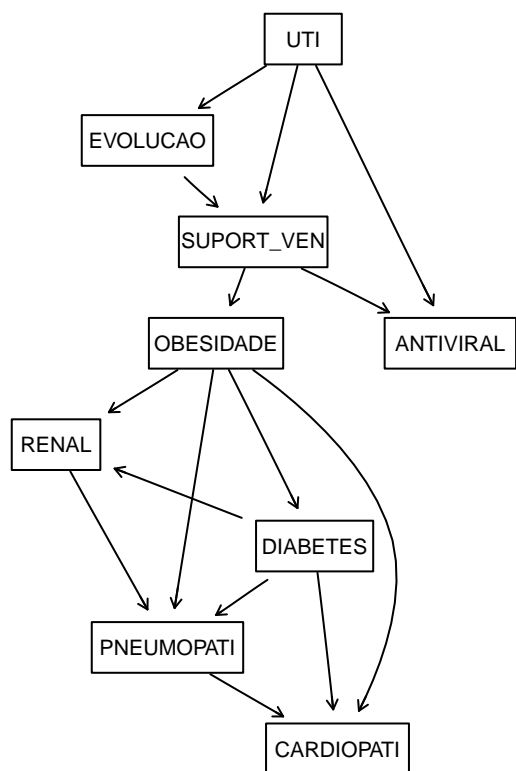 UTI
EVOLUCAO
SUPORT_VEN
OBESIDADE
ANTIVIRAL
RENAL
DIABETES
PNEUMOPATI
CARDIOPATI